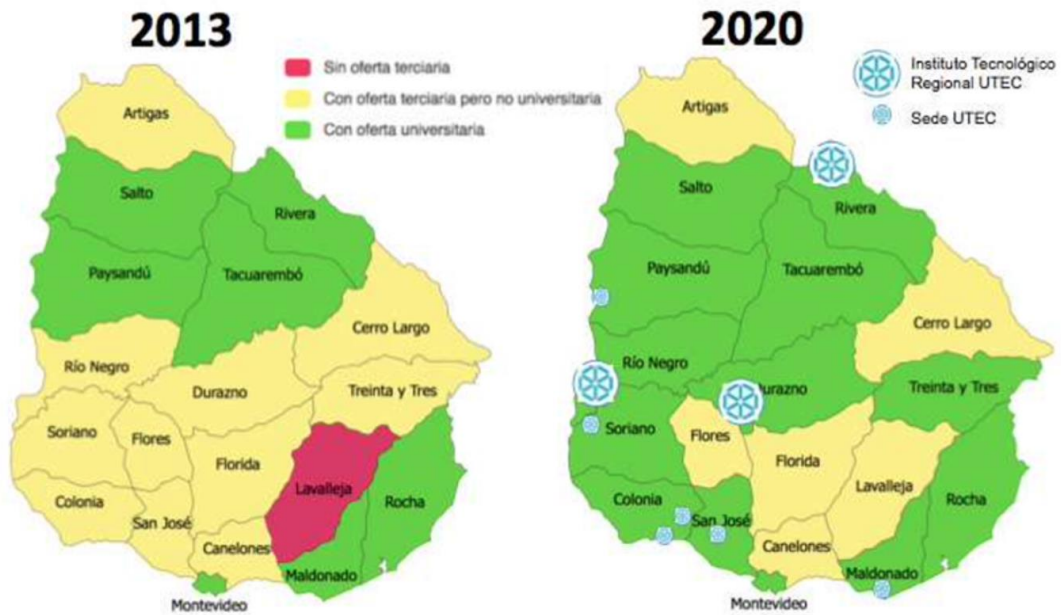 2013
Sin oferta terciaria
Con oferta terciaria pero no universitaria
Con oferta universitaria
Artigas
Salto
Rivera
Paysandú
Tacuarembó
Cerro Largo
Río Negro
Durazno
Treinta y Tres
Soriano
Flores
Florida
Lavalleja
Rocha
Colonia
San José
Canelones
Maldonado
Montevideo
2020
Instituto Tecnológico
Regional UTEC
Sede UTEC
Artigas
Salto
Rivera
Paysandú
Tacuarembó
Cerro Largo
Río Negro
Durazno
Treinta y Tres
Soriano
Flores
Florida
Lavalleja
Rocha
Colonia
San José
Canelones
Maldonado
Montevideo